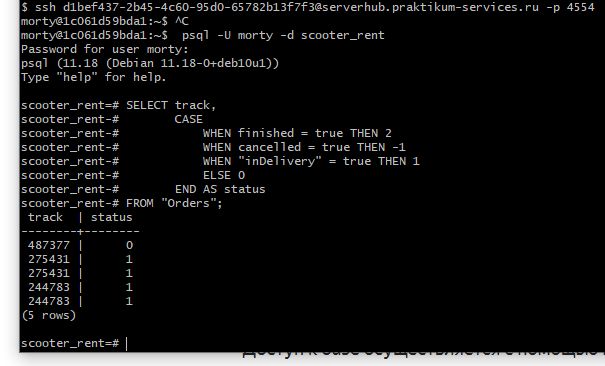 $ ssh d1bef437-2b45-4c60-95d0-65782b13f7f3@serverhub.praktikum-services.ru -p 4554
morty@1c061d59bda1:~$ ^C
morty@1c061d59bda1:~$  psql -U morty -d scooter_rent
Password for user morty:
psql (11.18 (Debian 11.18-0+deb10u1))
Type "help" for help.

scooter_rent=# SELECT track,
scooter_rent-#        CASE
scooter_rent-#            WHEN finished = true THEN 2
scooter_rent-#            WHEN cancelled = true THEN -1
scooter_rent-#            WHEN "inDelivery" = true THEN 1
scooter_rent-#            ELSE 0
scooter_rent-#        END AS status
scooter_rent-# FROM "Orders";
 track  | status
--------+--------
 487377 |      0
 275431 |      1
 275431 |      1
 244783 |      1
 244783 |      1
(5 rows)

scooter_rent=#